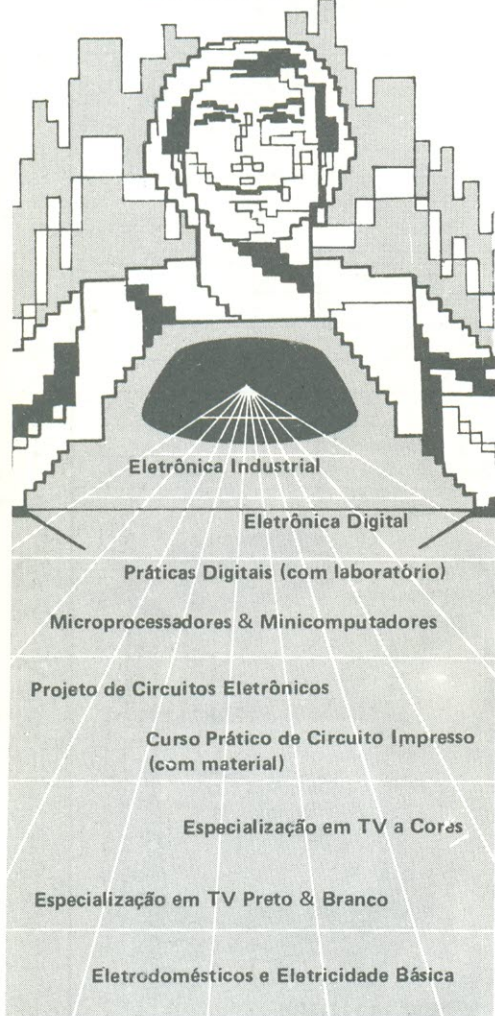 Eletrônica Industrial
Eletrônica Digital
Práticas Digitais (com laboratório)
Microprocessadores & Minicomputadores
Projeto de Circuitos Eletrônicos
Curso Prático de Circuito Impresso
(com material)
Especialização em TV a Cores
Especialização em TV Preto & Branco
Eletrodomésticos e Eletricidade Básica